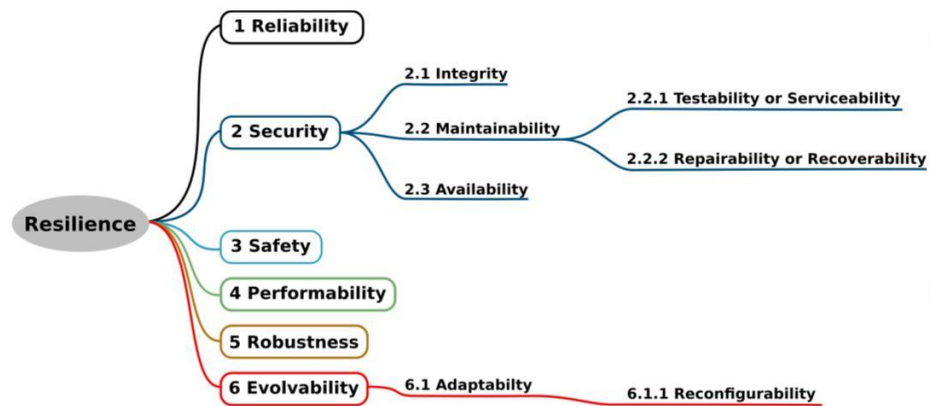 1 Reliability
2.1 Integrity
2.2.1 Testability or Serviceability
2 Security
2.2 Maintainability
2.2.2 Repairability or Recoverability
2.3 Availability
Resilience
3 Safety
4 Performability
5 Robustness
6 Evolvability
6.1 Adaptabilty
6.1.1 Reconfigurability